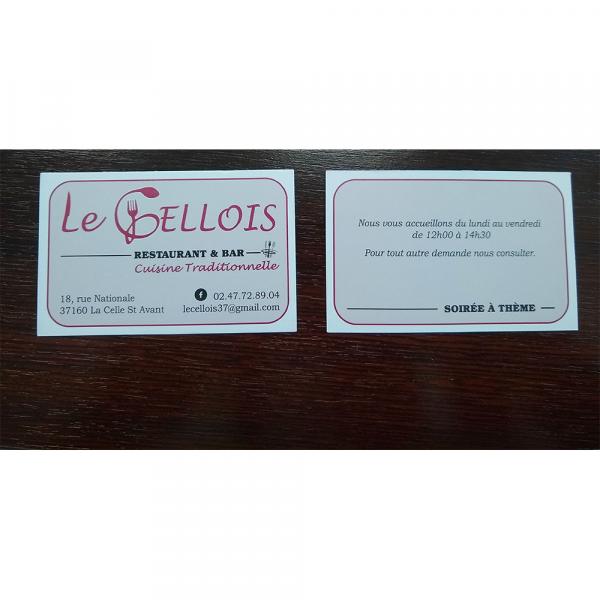 Le Cellois
RESTAURANT & BAR
Cuisine Traditionnelle
18, rue Nationale
37160 La Celle St Avant
02.47.72.89.04
lecellois37@gmail.com
Nous vous accueillons du lundi au vendredi
de 12h00 à 14h30
Pour tout autre demande nous consulter.
SOIRÉE À THÈME